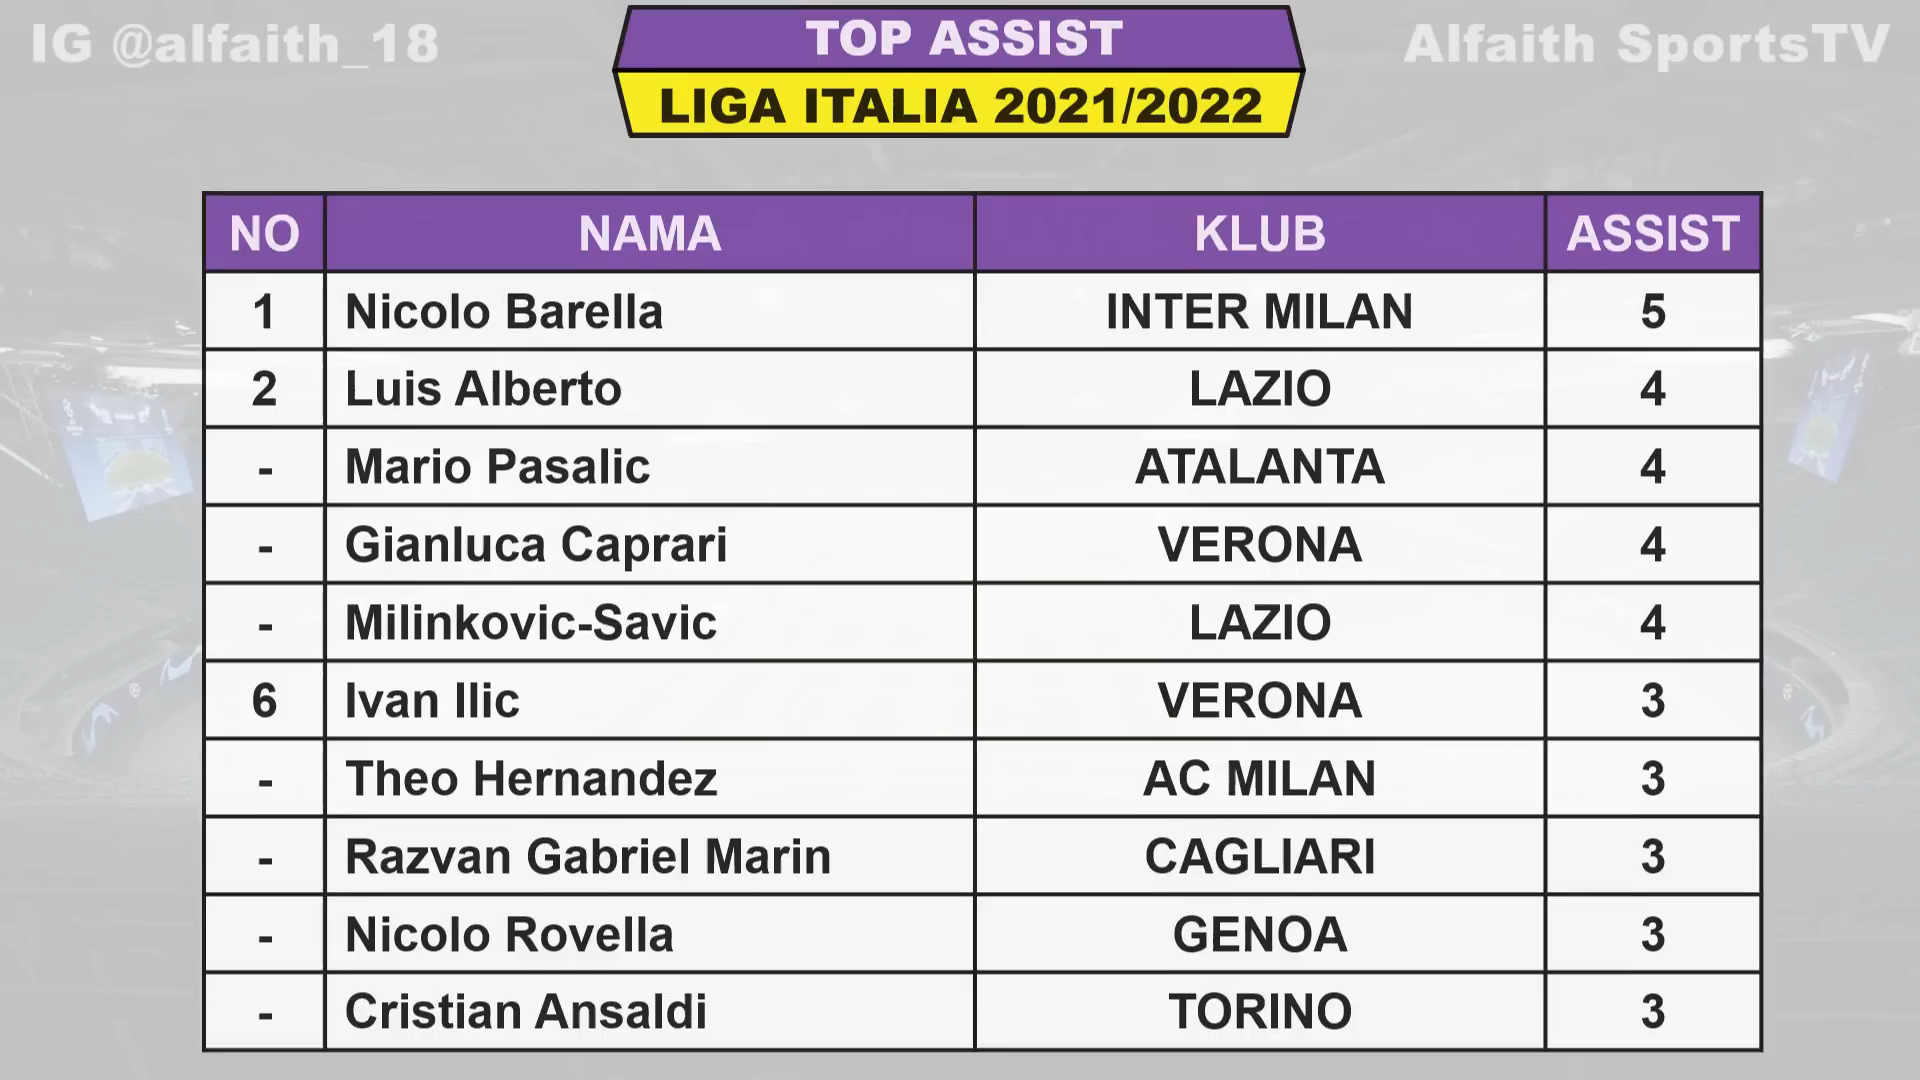 IG @alfaith_18
TOP ASSIST
LIGA ITALIA 2021/2022
Alfaith SportsTV
NO NAMA KLUB ASSIST
1 Nicolo Barella INTER MILAN 5
2 Luis Alberto LAZIO 4
- Mario Pasalic ATALANTA 4
- Gianluca Caprari VERONA 4
- Milinkovic-Savic LAZIO 4
6 Ivan Ilic VERONA 3
- Theo Hernandez AC MILAN 3
- Razvan Gabriel Marin CAGLIARI 3
- Nicolo Rovella GENOA 3
- Cristian Ansaldi TORINO 3